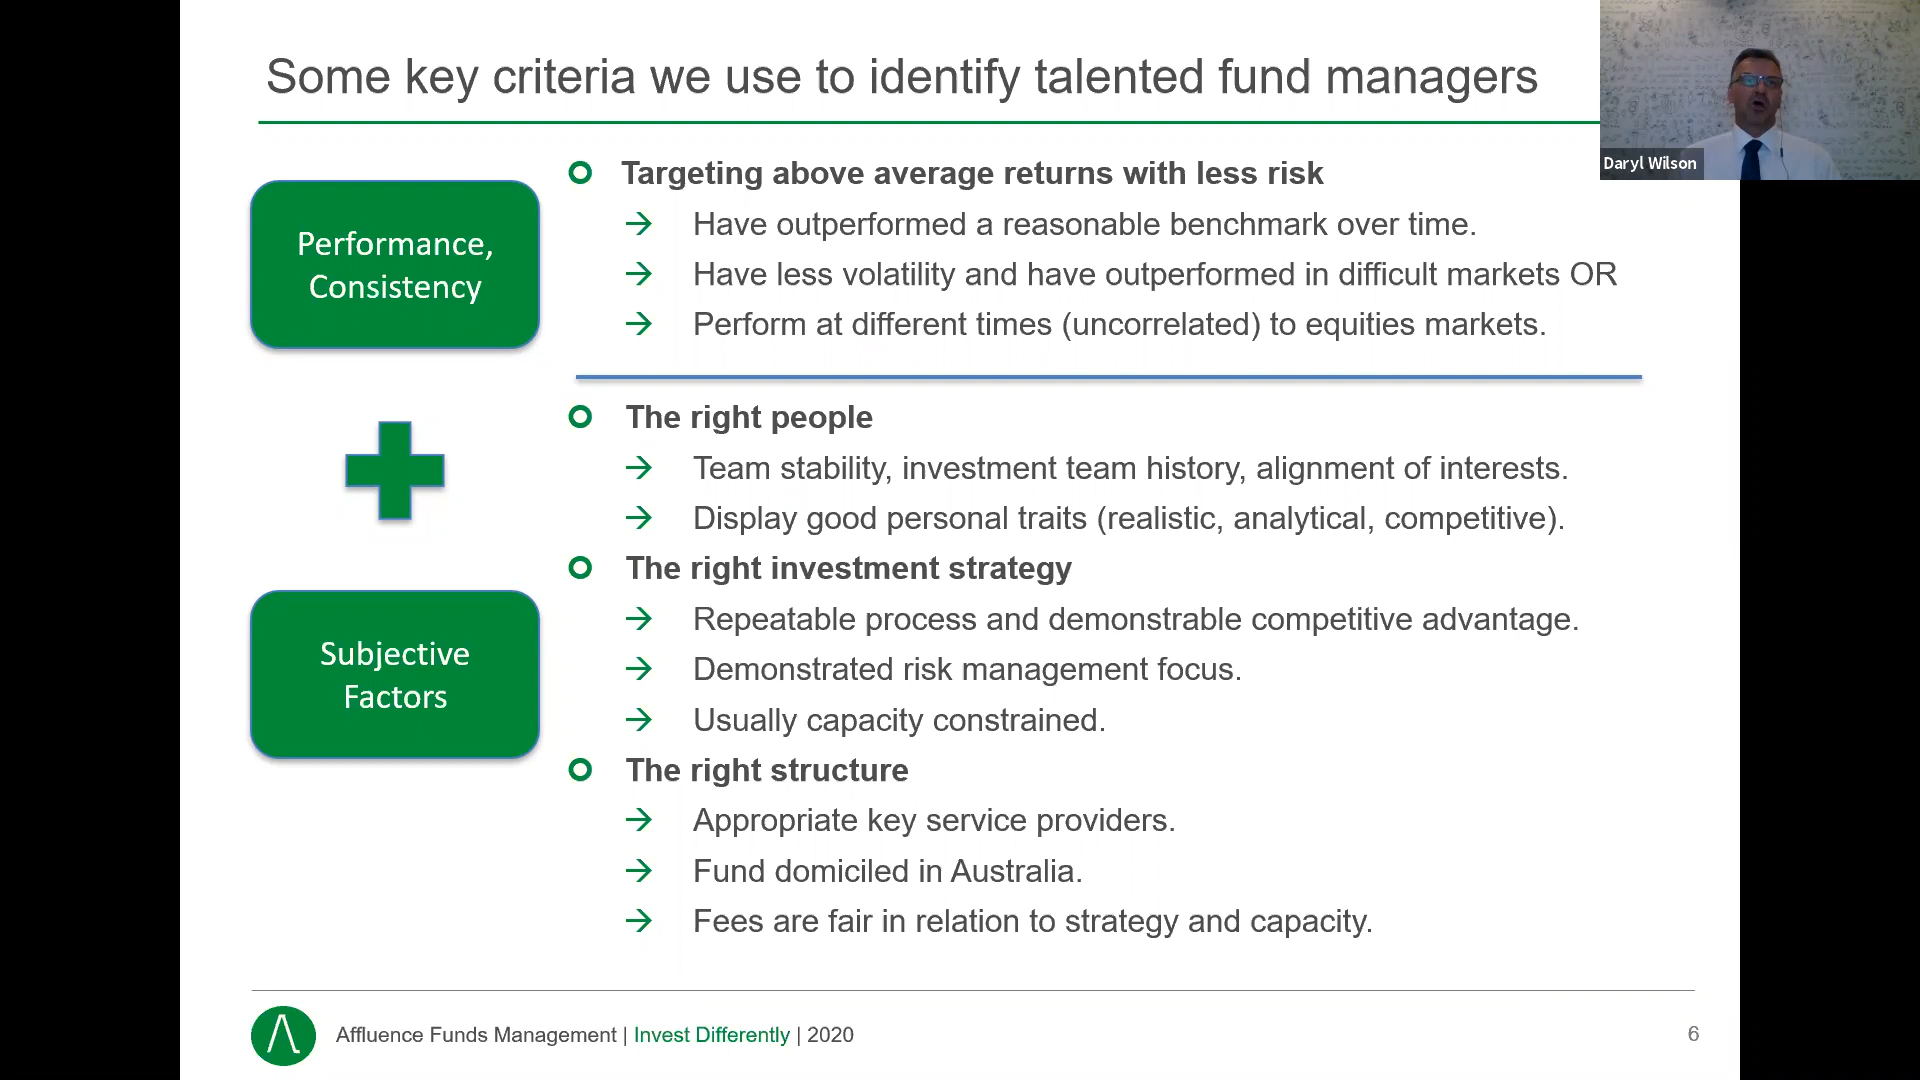 Some key criteria we use to identify talented fund managers
Daryl Wilson
Performance,
Consistency
Targeting above average returns with less risk
Have outperformed a reasonable benchmark over time.
Have less volatility and have outperformed in difficult markets OR
Perform at different times (uncorrelated) to equities markets.
Subjective
Factors
The right people
Team stability, investment team history, alignment of interests.
Display good personal traits (realistic, analytical, competitive).
The right investment strategy
Repeatable process and demonstrable competitive advantage.
Demonstrated risk management focus.
Usually capacity constrained.
The right structure
Appropriate key service providers.
Fund domiciled in Australia.
Fees are fair in relation to strategy and capacity.
Affluence Funds Management | Invest Differently | 2020
6